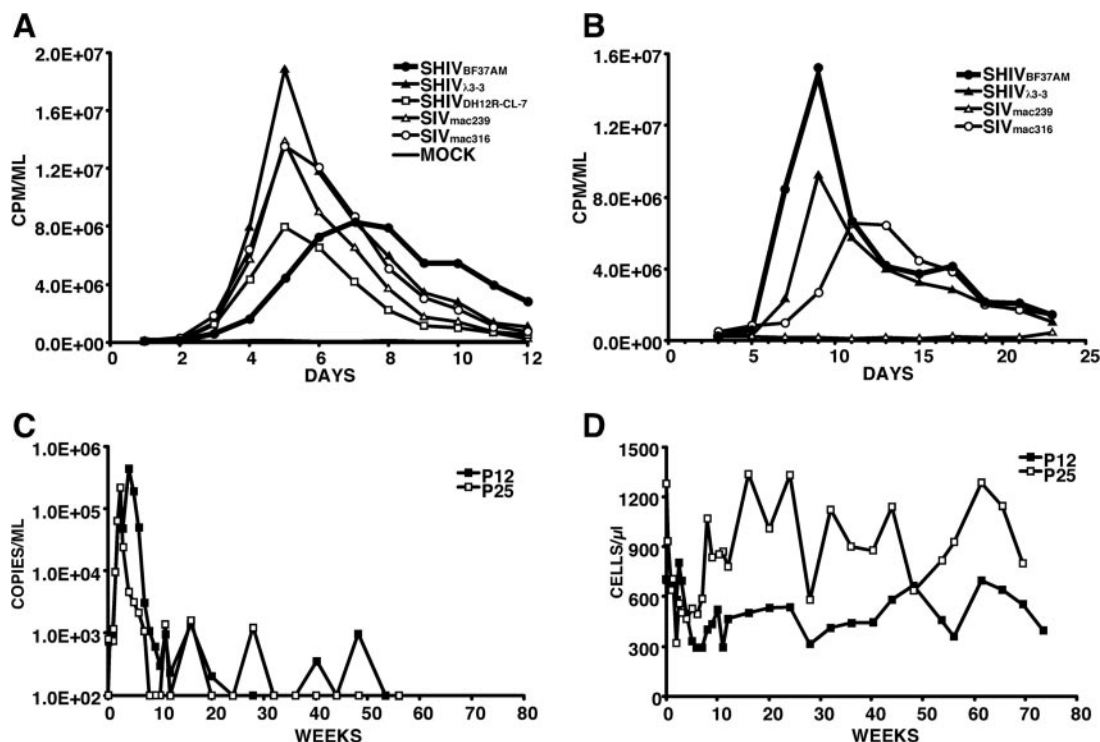 A
2.0E+07
1.6E+07
1.2E+07
8.0E+06
4.0E+06
0.0E+00
CPM/ML
0 2 4 6 8 10 12
DAYS
SHIVBF37AM
SHIVλ3-3
SHIVDH12R-CL-7
SIVmac239
SIVmac316
MOCK
B
1.6E+07
1.2E+07
8.0E+06
4.0E+06
0.0E+00
CPM/ML
0 5 10 15 20 25
DAYS
SHIVBF37AM
SHIVλ3-3
SIVmac239
SIVmac316
C
1.0E+06
1.0E+05
1.0E+04
1.0E+03
1.0E+02
COPIES/ML
0 10 20 30 40 50 60 70 80
WEEKS
P12
P25
D
1500
1200
900
600
300
0
CELLS/µl
0 10 20 30 40 50 60 70 80
WEEKS
P12
P25